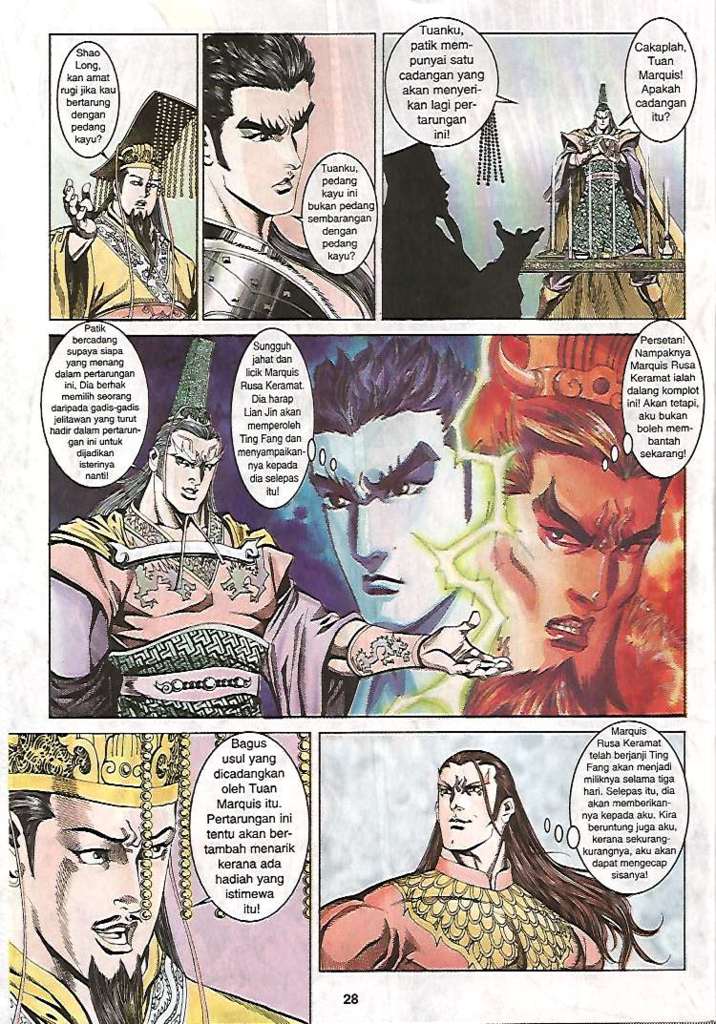 Shao
Long,
kan amat
rugi jika kau
bertarung
dengan
pedang
kayu?
Tuanku,
pedang
kayu ini
bukan pedang
sembarangan
dengan
pedang
kayu?
Tuanku,
patik mem-
punyai satu
cadangan yang
akan menyeri-
kan lagi per-
tarungan
ini!
Cakaplah,
Tuan
Marquis!
Apakah
cadangan
itu?
Patik
bercadang
supaya siapa
yang menang
dalam pertarungan
ini, Dia berhak
memilih seorang
daripada gadis-gadis
jelitawan yang turut
hadir dalam pertarun-
gan ini untuk
dijadikan
isterinya
nanti!
Sungguh
jahat dan
licik Marquis
Rusa Keramat.
Dia harap
Lian Jin akan
memperoleh
Ting Fang dan
menyampaikan-
nya kepada
dia selepas
itu!
Persetan!
Nampaknya
Marquis Rusa
Keramat ialah
dalang komplot
ini! Akan tetapi,
aku bukan
boleh mem-
bantah
sekarang!
Bagus
usul yang
dicadangkan
oleh Tuan
Marquis itu.
Pertarungan ini
tentu akan ber-
tambah menarik
kerana ada
hadiah yang
istimewa
itu!
Marquis
Rusa Keramat
telah berjanji Ting
Fang akan menjadi
miliknya selama tiga
hari. Selepas itu, dia
akan memberikan-
nya kepada aku. Kira
beruntung juga aku,
kerana sekurang-
kurangnya, aku akan
dapat mengecap
sisanya!
28